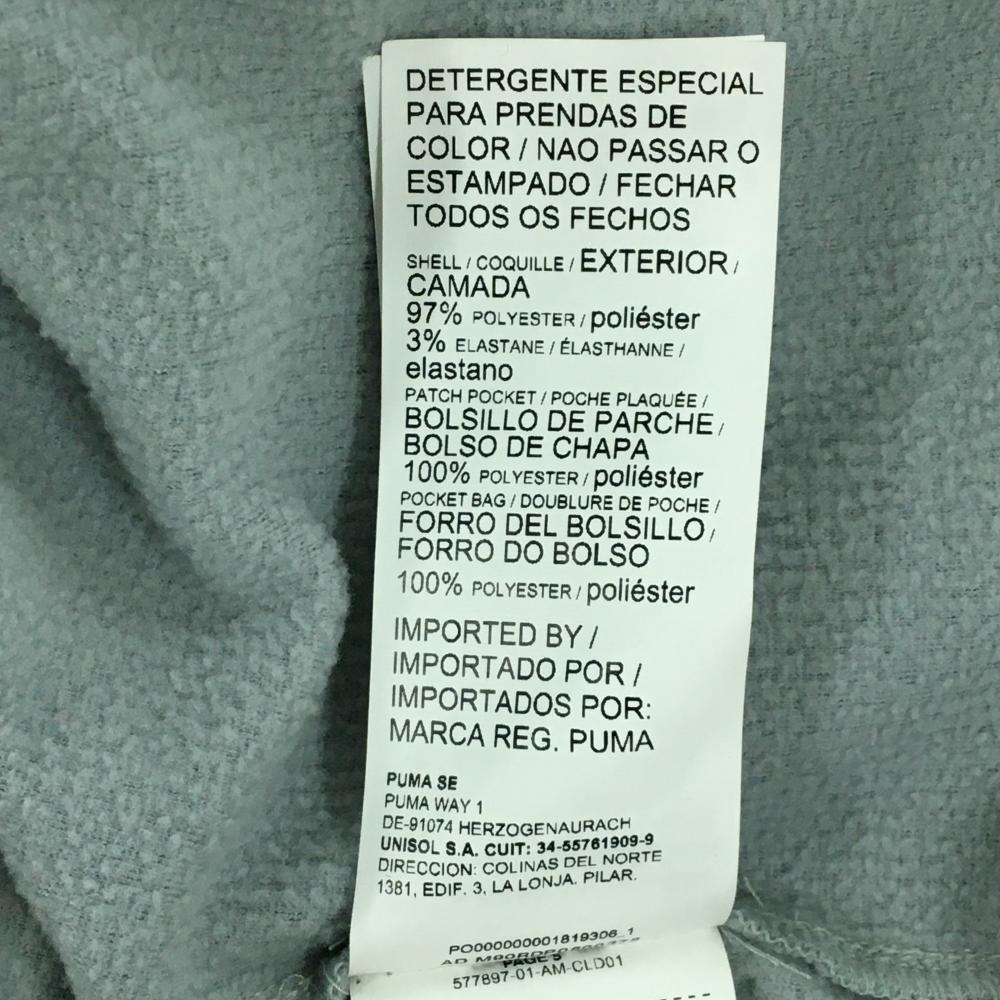 DETERGENTE ESPECIAL
PARA PRENDAS DE
COLOR / NAO PASSAR O
ESTAMPADO / FECHAR
TODOS OS FECHOS
SHELL / COQUILLE / EXTERIOR /
CAMADA
97% POLYESTER / poliéster
3% ELASTANE / ÉLASTHANNE /
elastano
PATCH POCKET / POCHE PLAQUÉE /
BOLSILLO DE PARCHE /
BOLSO DE CHAPA
100% POLYESTER / poliéster
POCKET BAG / DOUBLURE DE POCHE /
FORRO DEL BOLSILLO /
FORRO DO BOLSO
100% POLYESTER / poliéster
IMPORTED BY /
IMPORTADO POR /
IMPORTADOS POR:
MARCA REG. PUMA
PUMA SE
PUMA WAY 1
DE-91074 HERZOGENAURACH
UNISOL S.A. CUIT: 34-55761909-9
DIRECCION: COLINAS DEL NORTE
1381, EDIF. 3, LA LONJA. PILAR.
PO000000001819306_1
PAGE 5
577897-01-AM-CLD01